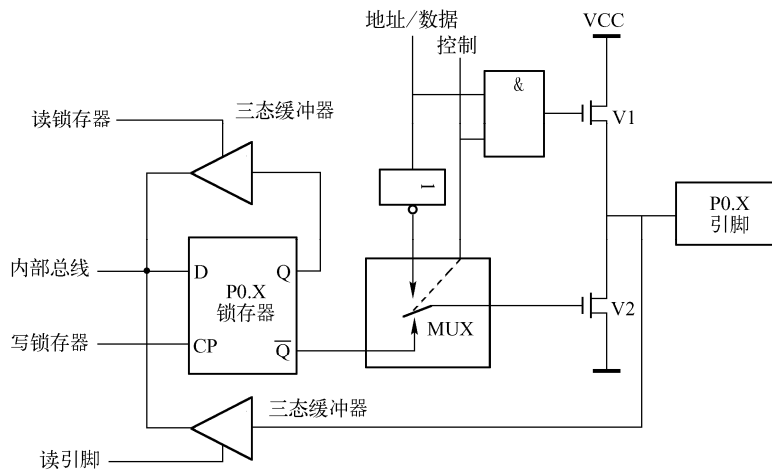 地址/数据
控制
VCC
&
V1
三态缓冲器
读锁存器
1
P0.X
引脚
内部总线
D
Q
P0.X
锁存器
MUX
V2
写锁存器
CP
Q
三态缓冲器
读引脚